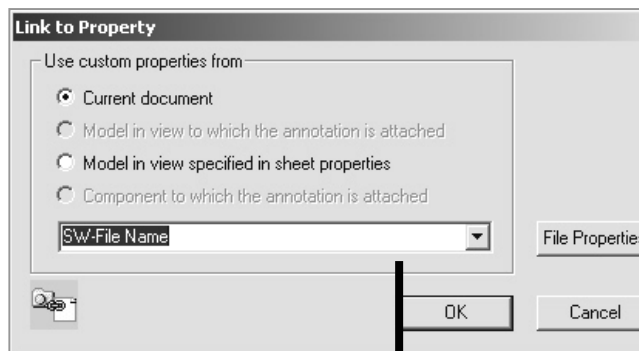 Link to Property
Use custom properties from
Current document
Model in view to which the annotation is attached
Model in view specified in sheet properties
Component to which the annotation is attached
SW-File Name
File Propertie
OK
Cancel